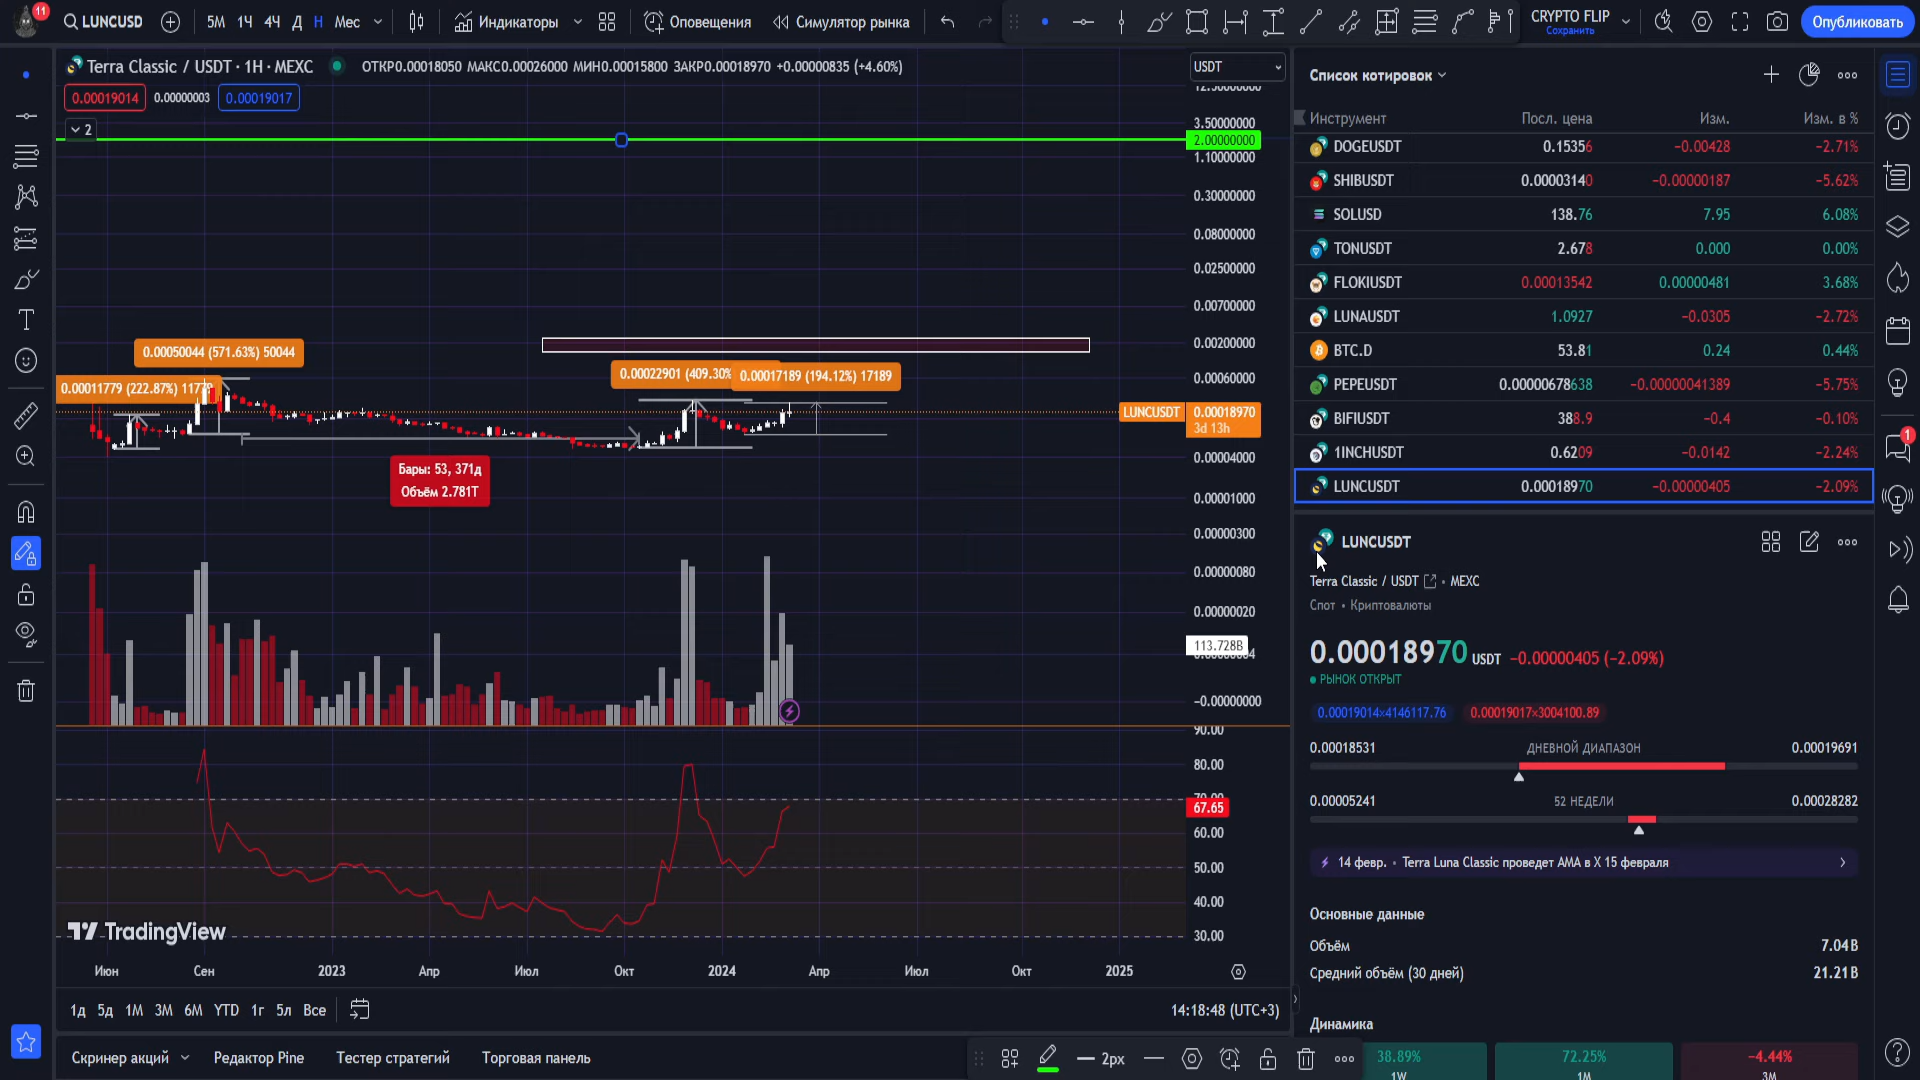 11
LUNCUSD
5М 1Ч 4Ч Д Н Мес
Индикаторы
Оповещения
Симулятор рынка
CRYPTO FLIP
Сохранить
Опубликовать
Terra Classic / USDT · 1Н · MEXC
ОТКР0.00018050 МАКС0.00026000 МИН0.00015800 ЗАКР0.00018970 +0.00000835 (+4.60%)
USDT
0.00019014 0.00000003 0.00019017
2
3.50000000
2.00000000
1.10000000
0.30000000
0.08000000
0.02500000
0.00700000
0.00200000
0.00060000
LUNCUSDT 0.00018970
3d 13h
0.00004000
0.00001000
0.00000300
0.00000080
0.00000020
113.728B
−0.00000000
0.00050044 (571.63%) 50044
0.00011779 (222.87%)
0.00022901 (409.30%
0.00017189 (194.12%) 17189
Бары: 53, 371д
Объём 2.781T
90.00
80.00
70.00
67.65
60.00
50.00
40.00
30.00
TradingView
Июн Сен 2023 Апр Июл Окт 2024 Апр Июл Окт 2025
1д 5д 1М 3М 6М YTD 1г 5л Все
14:18:48 (UTC+3)
Скринер акций Редактор Pine Тестер стратегий Торговая панель
2px
Список котировок
Инструмент Посл. цена Изм. Изм. в %
DOGEUSDT 0.15356 −0.00428 −2.71%
SHIBUSDT 0.00003140 −0.00000187 −5.62%
SOLUSD 138.76 7.95 6.08%
TONUSDT 2.678 0.000 0.00%
FLOKIUSDT 0.00013542 0.00000481 3.68%
LUNAUSDT 1.0927 −0.0305 −2.72%
BTC.D 53.81 0.24 0.44%
PEPEUSDT 0.00000678638 −0.00000041389 −5.75%
BIFIUSDT 388.9 −0.4 −0.10%
1INCHUSDT 0.6209 −0.0142 −2.24%
LUNCUSDT 0.00018970 −0.00000405 −2.09%
LUNCUSDT
Terra Classic / USDT • MEXC
Спот • Криптовалюты
0.00018970 USDT −0.00000405 (−2.09%)
РЫНОК ОТКРЫТ
0.00019014×4146117.76 0.00019017×3004100.89
0.00018531 ДНЕВНОЙ ДИАПАЗОН 0.00019691
0.00005241 52 НЕДЕЛИ 0.00028282
14 февр. • Terra Luna Classic проведет AMA в X 15 февраля
Основные данные
Объём 7.04B
Средний объём (30 дней) 21.21B
Динамика
38.89% 72.25% −4.44%
1W 1M 3M
1